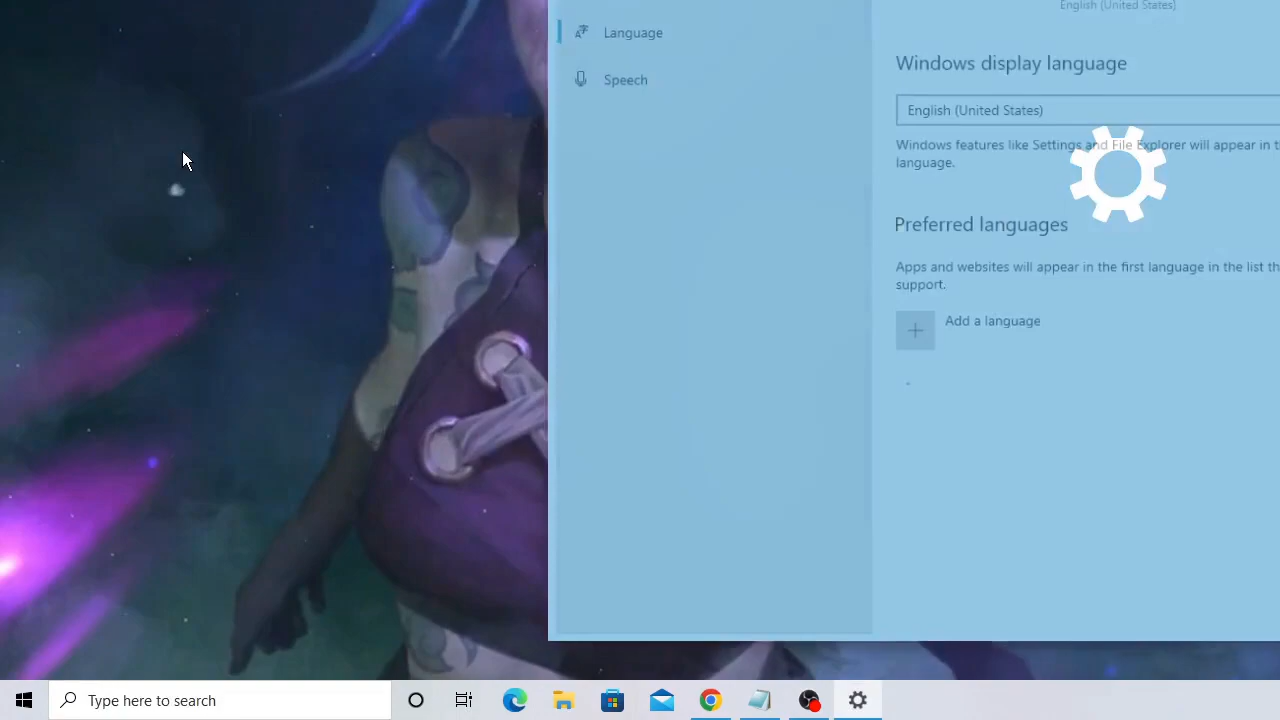 English (United States)
Language
Speech
Windows display language
English (United States)
Windows features like Settings and File Explorer will appear in
language.
Preferred languages
Apps and websites will appear in the first language in the list
support.
Add a language
Type here to search